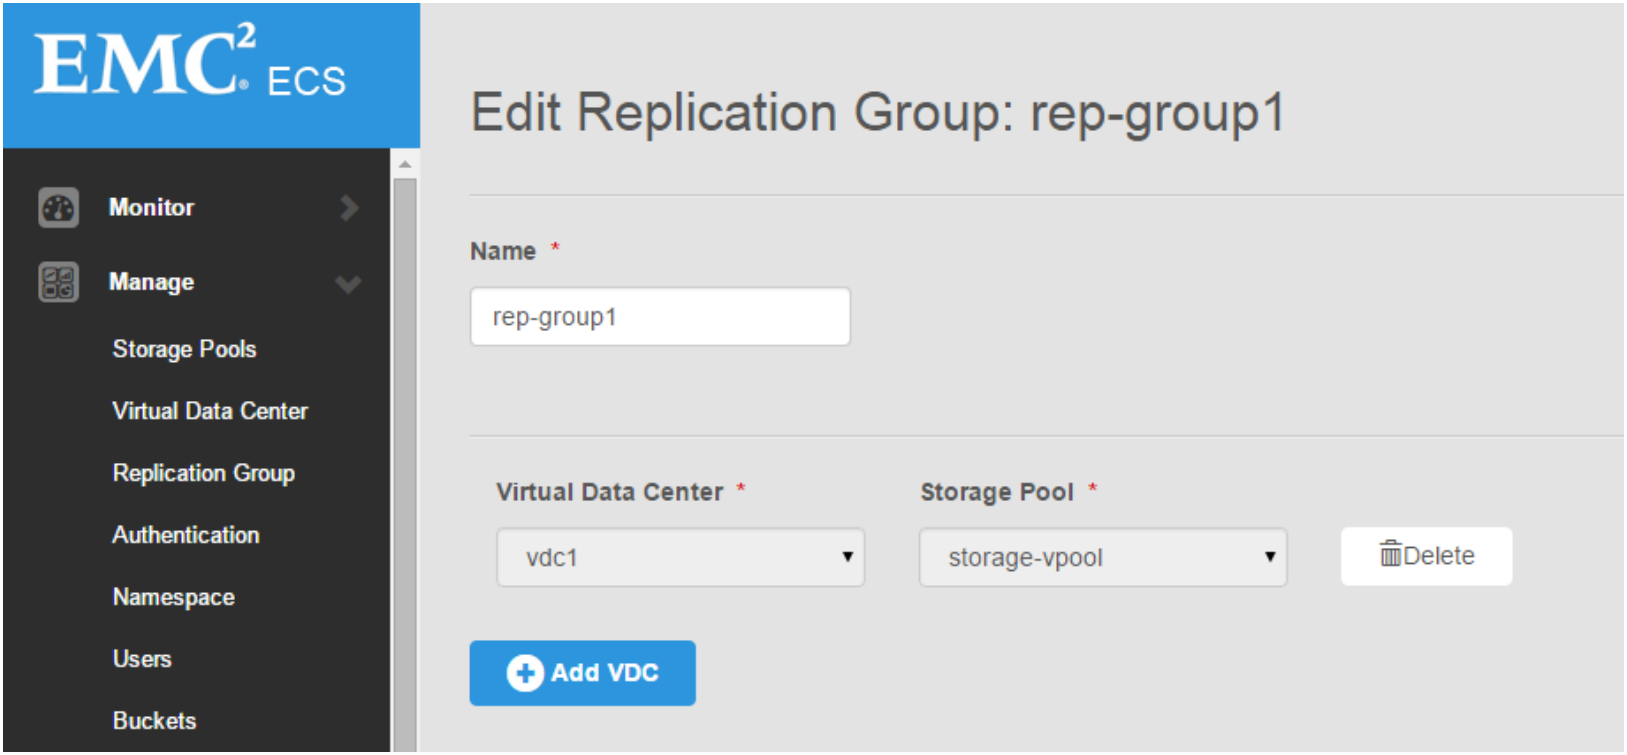 EMC² ECS
Edit Replication Group: rep-group1
Monitor
Manage
Storage Pools
Virtual Data Center
Replication Group
Authentication
Namespace
Users
Buckets
Name *
rep-group1
Virtual Data Center * Storage Pool *
vdc1 storage-vpool Delete
Add VDC